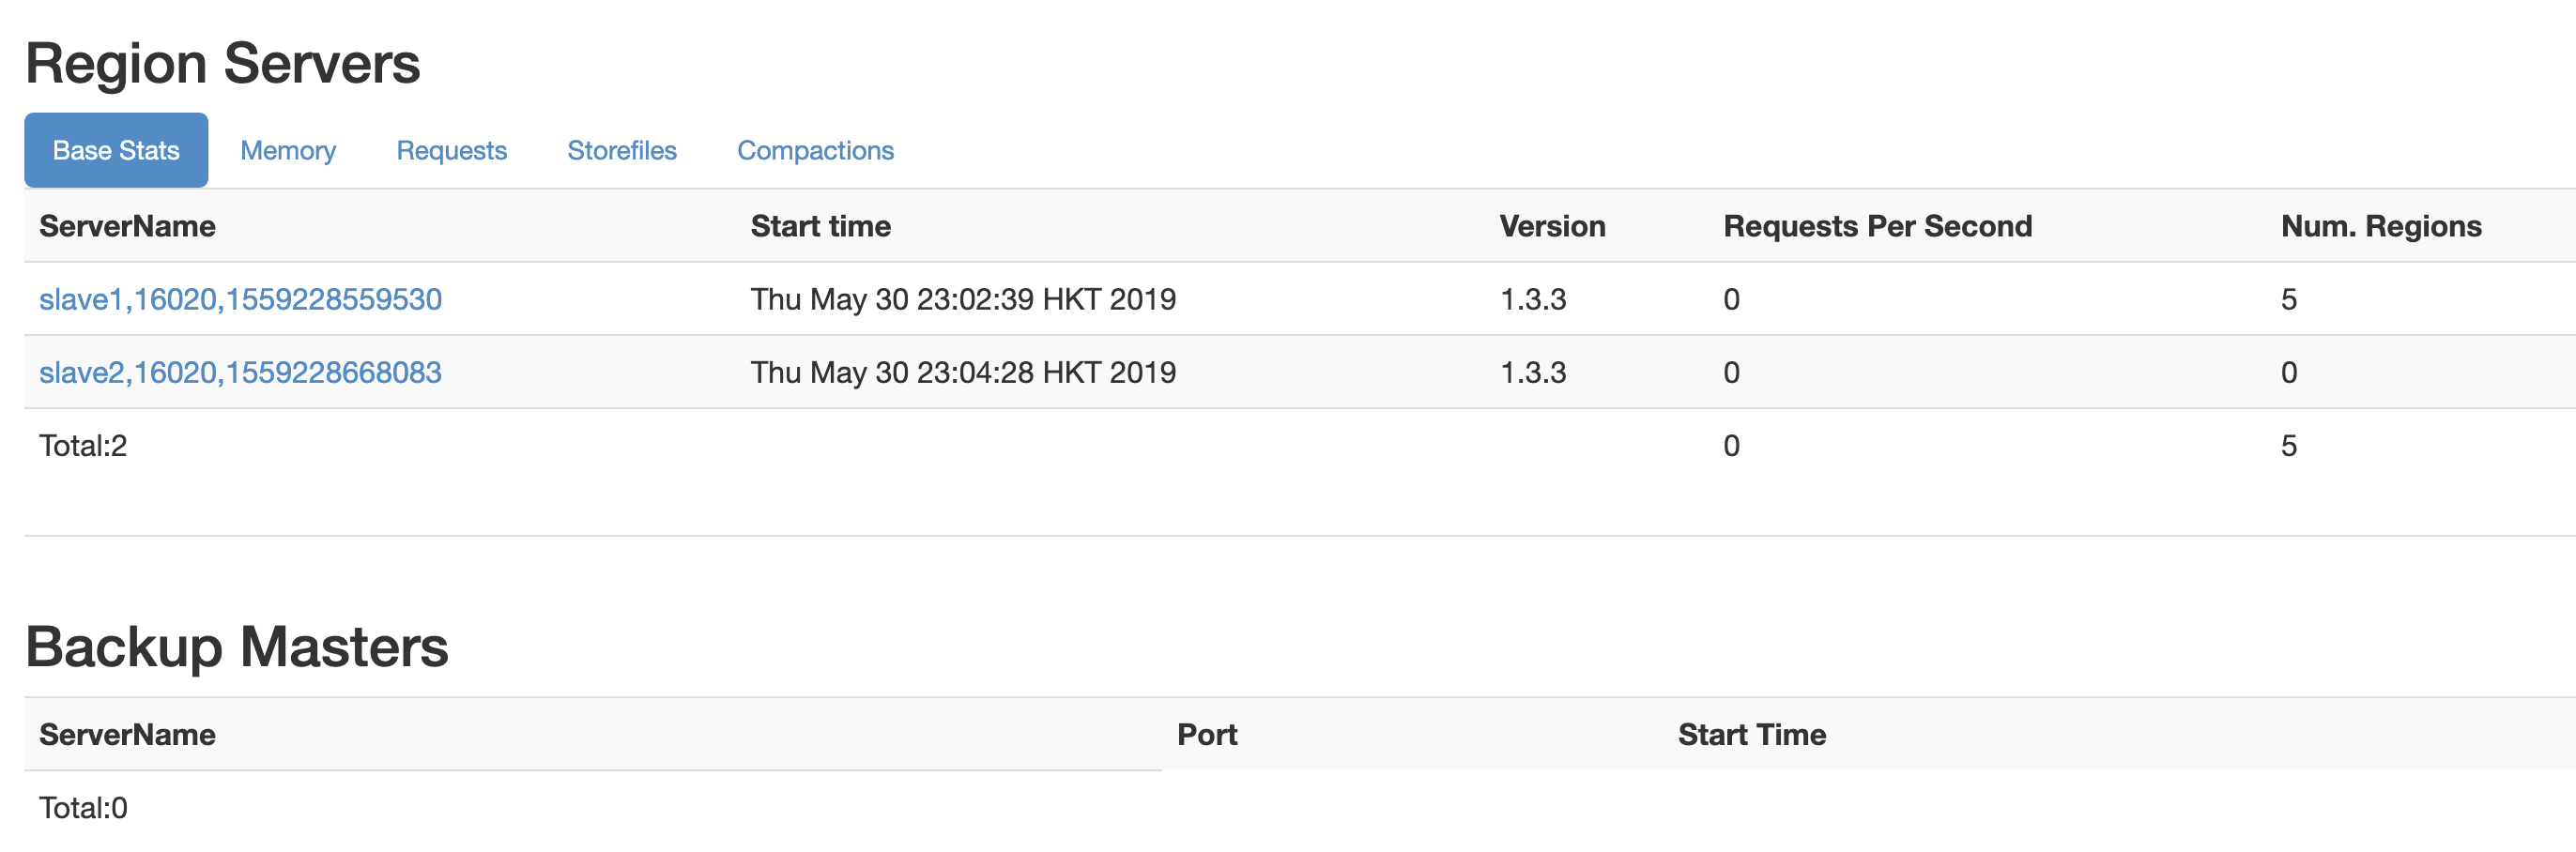 Region Servers
Base Stats Memory Requests Storefiles Compactions
ServerName Start time Version Requests Per Second Num. Regions
slave1,16020,1559228559530 Thu May 30 23:02:39 HKT 2019 1.3.3 0 5
slave2,16020,1559228668083 Thu May 30 23:04:28 HKT 2019 1.3.3 0 0
Total:2 0 5
Backup Masters
ServerName Port Start Time
Total:0